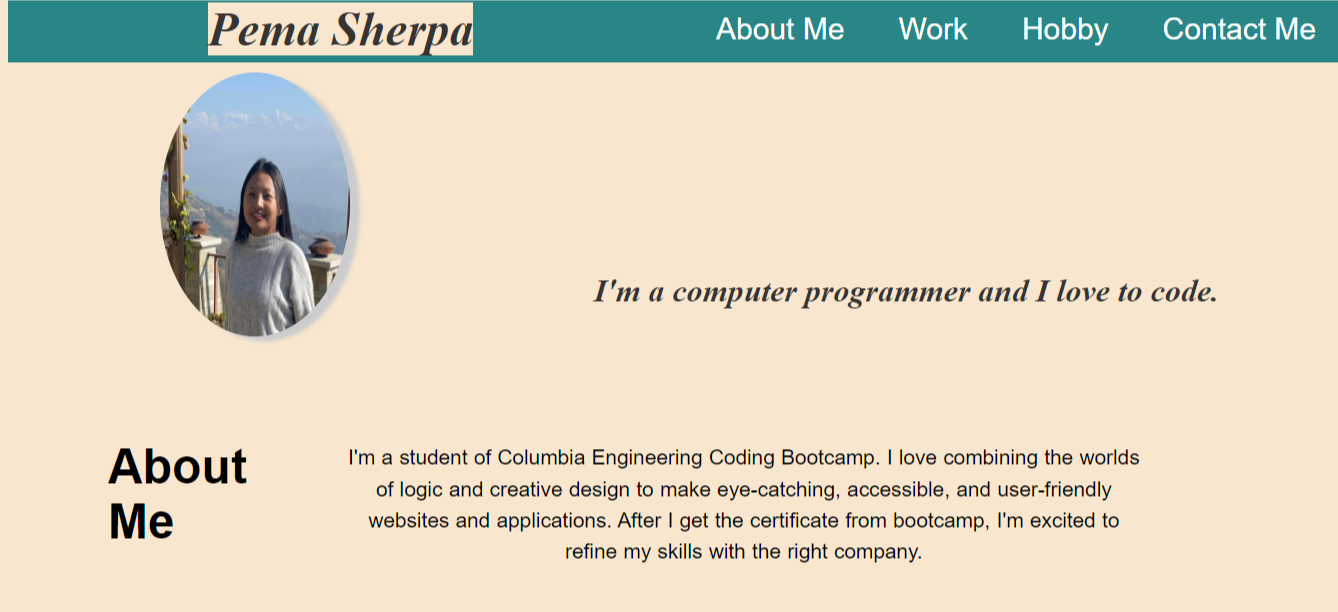 Pema Sherpa
About Me Work Hobby Contact Me
I'm a computer programmer and I love to code.
About
Me
I'm a student of Columbia Engineering Coding Bootcamp. I love combining the worlds
of logic and creative design to make eye-catching, accessible, and user-friendly
websites and applications. After I get the certificate from bootcamp, I'm excited to
refine my skills with the right company.